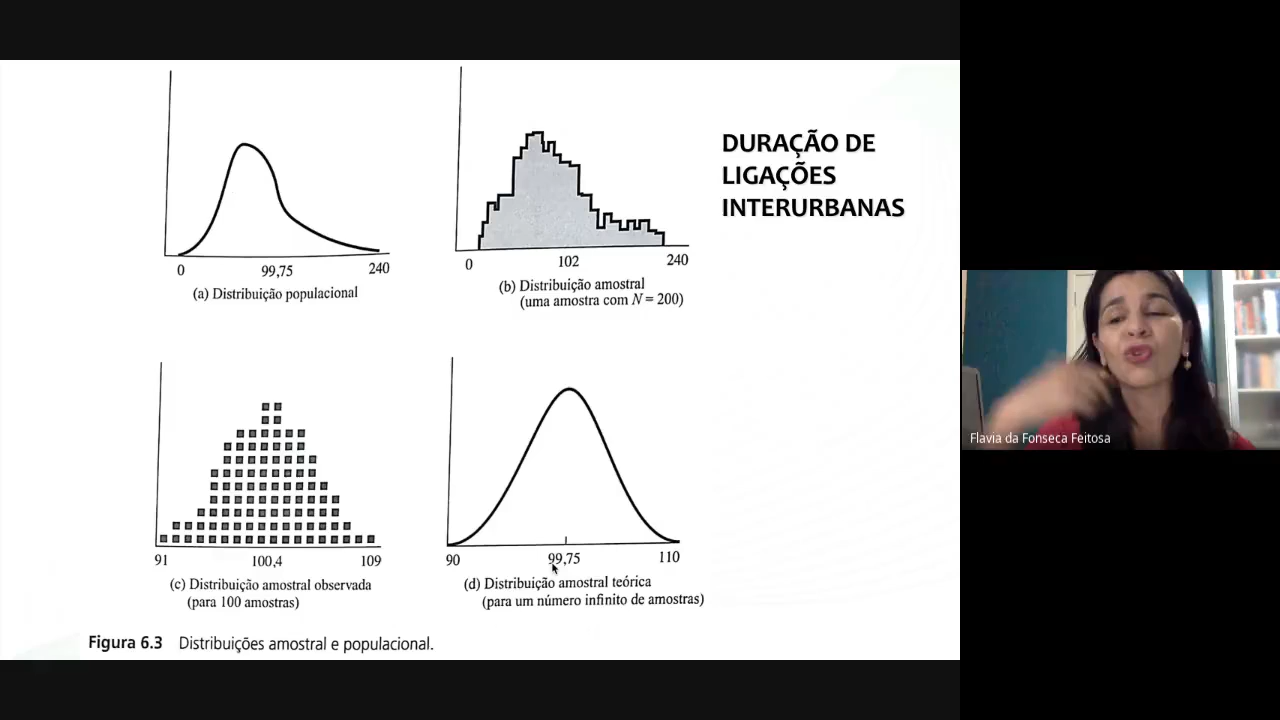 DURAÇÃO DE
LIGAÇÕES
INTERURBANAS
0 99,75 240
(a) Distribuição populacional
0 102 240
(b) Distribuição amostral
(uma amostra com N = 200)
91 100,4 109
(c) Distribuição amostral observada
(para 100 amostras)
90 99,75 110
(d) Distribuição amostral teórica
(para um número infinito de amostras)
Figura 6.3 Distribuições amostral e populacional.
Flavia da Fonseca Feitosa